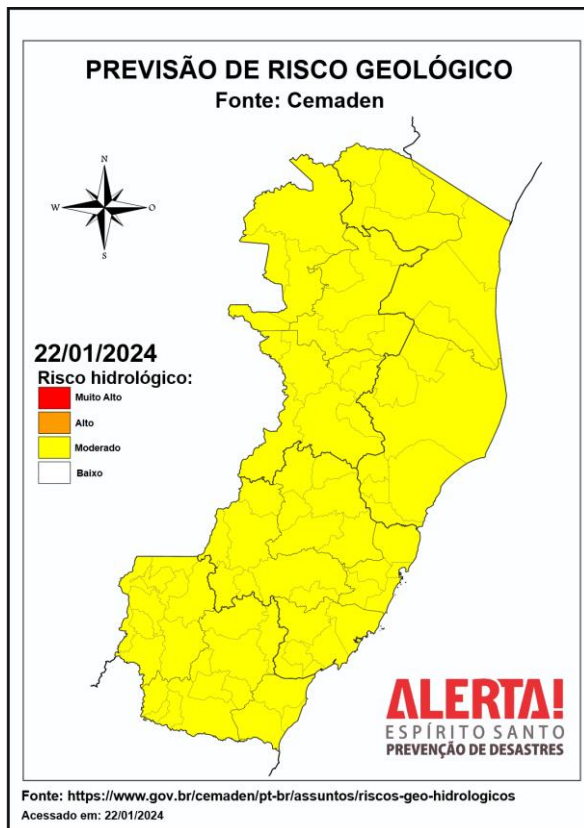 PREVISÃO DE RISCO GEOLÓGICO
Fonte: Cemaden
N
W
O
S
22/01/2024
Risco hidrológico:
Muito Alto
Alto
Moderado
Baixo
ALERTA!
ESPÍRITO SANTO
PREVENÇÃO DE DESASTRES
Fonte: https://www.gov.br/cemaden/pt-br/assuntos/riscos-geo-hidrologicos
Acessado em: 22/01/2024